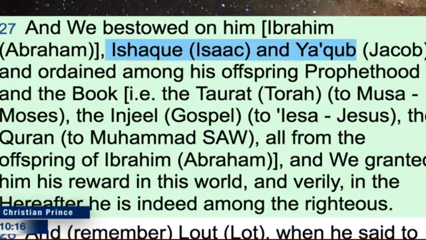 27 And We bestowed on him [Ibrahim
(Abraham)], Ishaque (Isaac) and Ya'qub (Jacob)
and ordained among his offspring Prophethood
and the Book [i.e. the Taurat (Torah) (to Musa -
Moses), the Injeel (Gospel) (to 'Iesa - Jesus), the
Quran (to Muhammad SAW), all from the
offspring of Ibrahim (Abraham)], and We granted
him his reward in this world, and verily, in the
Hereafter he is indeed among the righteous.
Christian Prince
10:16
28 And (remember) Lout (Lot), when he said to